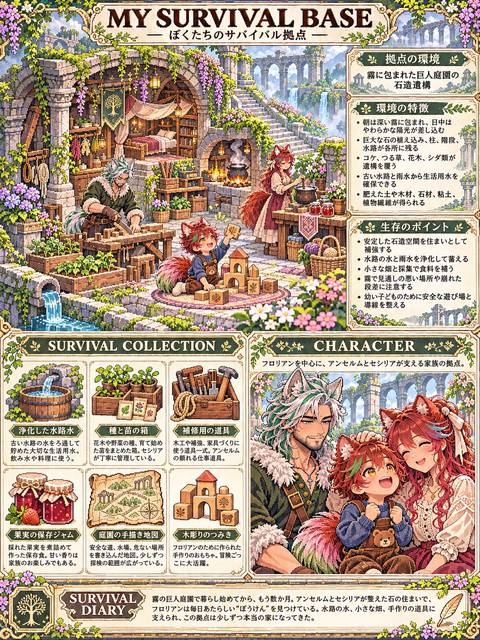 MY SURVIVAL BASE
ぼくたちのサバイバル拠点
拠点の環境
霧に包まれた巨人庭園の
石造遺構
環境の特徴
• 朝は深い霧に包まれ、日中は
やわらかな陽光が差し込む
• 巨大な石の植え込み、柱、階段、
水路が各所に残る
• コケ、つる草、花木、シダ類が
遺構を覆う
• 古い水路と雨水から生活用水を
確保できる
• 肥えた土や木材、石材、粘土、
植物繊維が得られる
生存のポイント
• 安定した石造空間を住まいとして
補強する
• 水路の水と雨水を浄化して蓄える
• 小さな畑と採集で食料を補う
• 霧で見通しの悪い場所や崩れた
段差に注意する
• 幼い子どものために安全な遊び場と
導線を整える
SURVIVAL COLLECTION
浄化した水路水
古い水路の水をろ過して
貯めた大切な生活用水。
飲み水や料理に使う。
種と苗の箱
花木や野菜の種、育て始め
た苗をまとめた箱。セシリア
が丁寧に管理している。
補修用の道具
木工や補強、家具づくりに
使う道具一式。アンセルム
の頼れる仕事道具。
果実の保存ジャム
採れた果実を煮詰めて
作った保存食。甘い香りは
家族のお楽しみでもある。
庭園の手描き地図
安全な道、水場、危ない場所
を書き込んだ地図。少しずつ
探検の範囲が広がっている。
木彫りのつみき
フロリアンのために作られた
手作りのおもちゃ。冒険ごっ
こに大活躍。
CHARACTER
フロリアンを中心に、アンセルムとセシリアが支える家族の拠点。
SURVIVAL
DIARY
霧の巨人庭園で暮らし始めてから、もう数か月。アンセルムとセシリアが整えた石の住まいで、
フロリアンは毎日あたらしい“ぼうけん”を見つけている。水路の水、小さな畑、手作りの道具に
支えられ、この拠点は少しずつ本当の家になってきた。